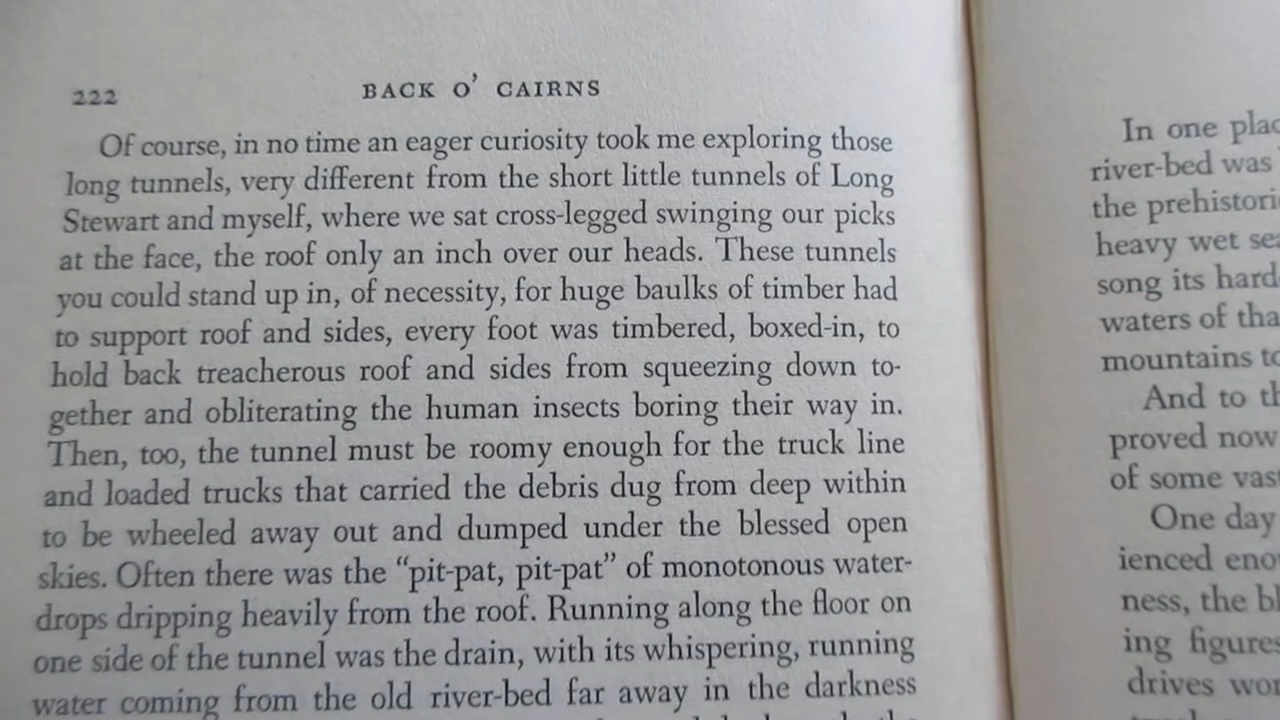 222
BACK O' CAIRNS
Of course, in no time an eager curiosity took me exploring those
long tunnels, very different from the short little tunnels of Long
Stewart and myself, where we sat cross-legged swinging our picks
at the face, the roof only an inch over our heads. These tunnels
you could stand up in, of necessity, for huge baulks of timber had
to support roof and sides, every foot was timbered, boxed-in, to
hold back treacherous roof and sides from squeezing down to-
gether and obliterating the human insects boring their way in.
Then, too, the tunnel must be roomy enough for the truck line
and loaded trucks that carried the debris dug from deep within
to be wheeled away out and dumped under the blessed open
skies. Often there was the “pit-pat, pit-pat” of monotonous water-
drops dripping heavily from the roof. Running along the floor on
one side of the tunnel was the drain, with its whispering, running
water coming from the old river-bed far away in the darkness
In one
river-bed was
the
heavy wet
song its hard
waters of
mountains
And to
proved now
of some
One day
ienced
ness, the
ing figures
drives